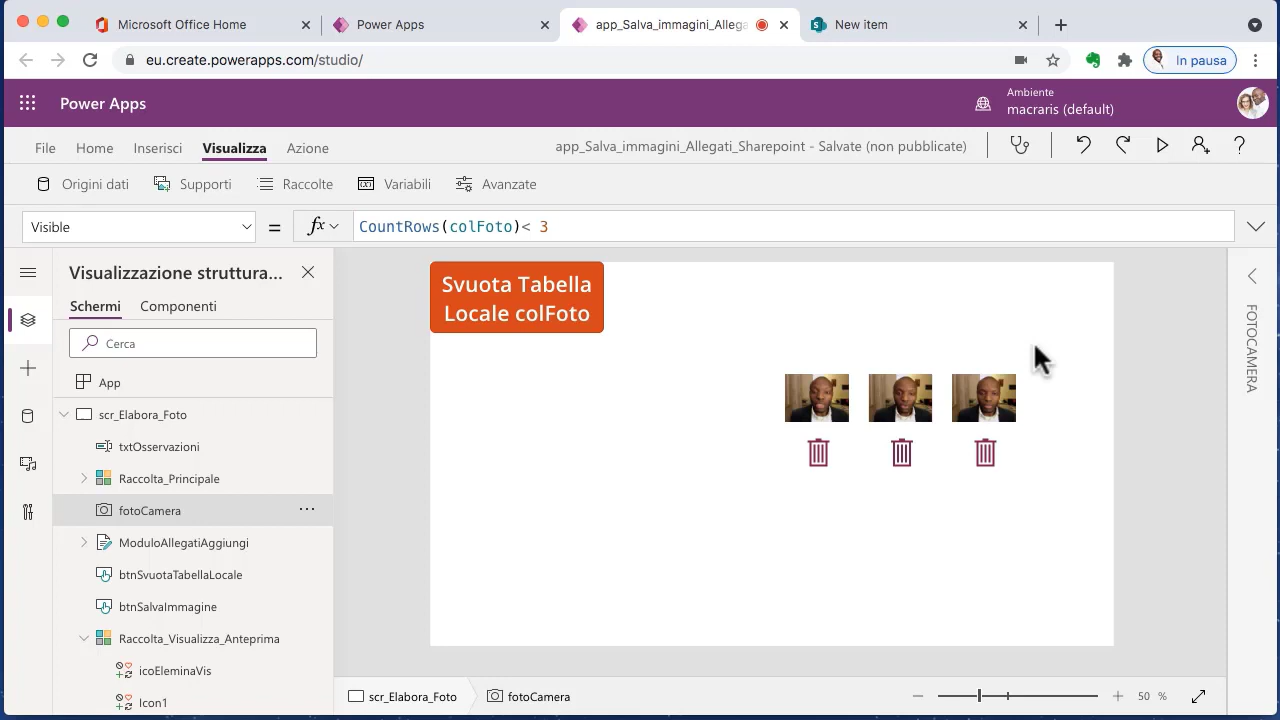 Microsoft Office Home
Power Apps
app_Salva_immagini_Allega
New item
eu.create.powerapps.com/studio/
In pausa
Power Apps
Ambiente
macraris (default)
File
Home
Inserisci
Visualizza
Azione
app_Salva_immagini_Allegati_Sharepoint - Salvate (non pubblicate)
Origini dati
Supporti
Raccolte
Variabili
Avanzate
Visible
=
fx
CountRows(colFoto)< 3
Visualizzazione struttura...
Schermi
Componenti
Cerca
App
scr_Elabora_Foto
txtOsservazioni
Raccolta_Principale
fotoCamera
ModuloAllegatiAggiungi
btnSvuotaTabellaLocale
btnSalvaImmagine
Raccolta_Visualizza_Anteprima
icoEleminaVis
Icon1
Svuota Tabella
Locale colFoto
FOTOCAMERA
scr_Elabora_Foto
fotoCamera
50 %